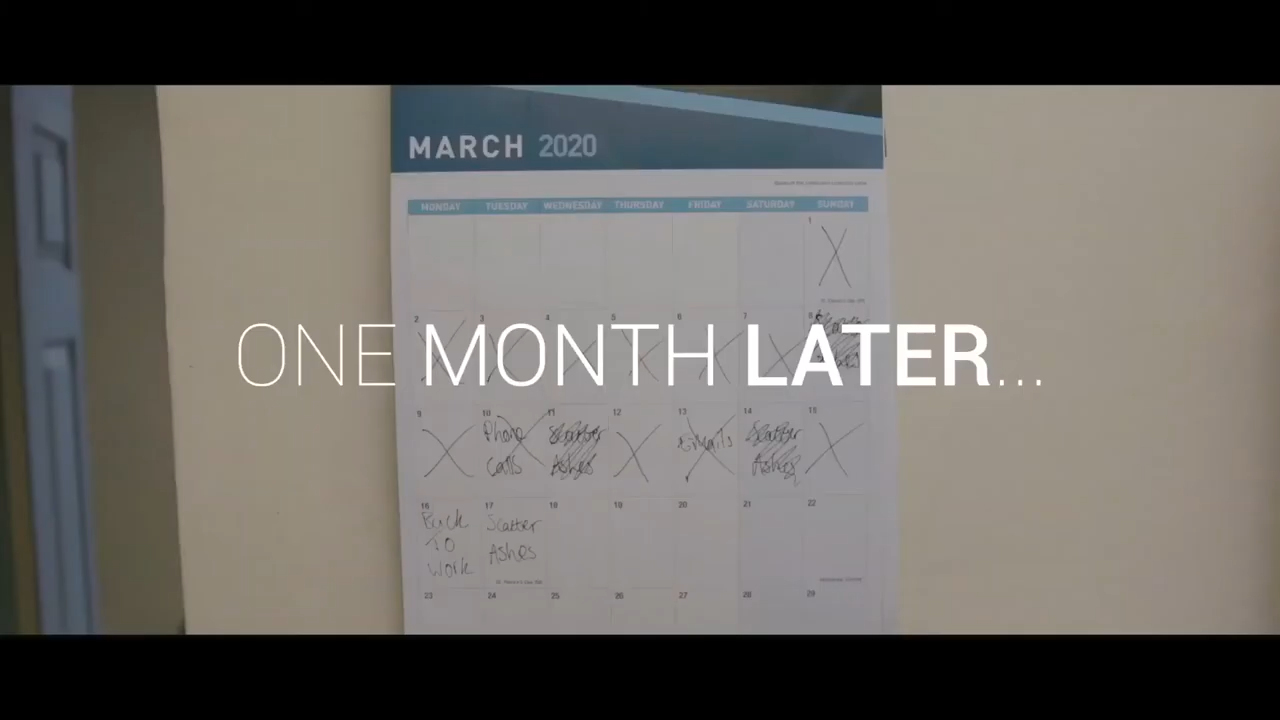 MARCH 2020
MONDAY TUESDAY WEDNESDAY THURSDAY FRIDAY SATURDAY SUNDAY
1
X
2 3 4 5 6 7 8
X X X X X X
ONE MONTH LATER...
9 10 11 12 13 14 15
X Phone Scatter X EMails Scatter X
Calls Ashes Ashes
16 17 18 19 20 21 22
Back Scatter
To Ashes
Work
23 24 25 26 27 28 29